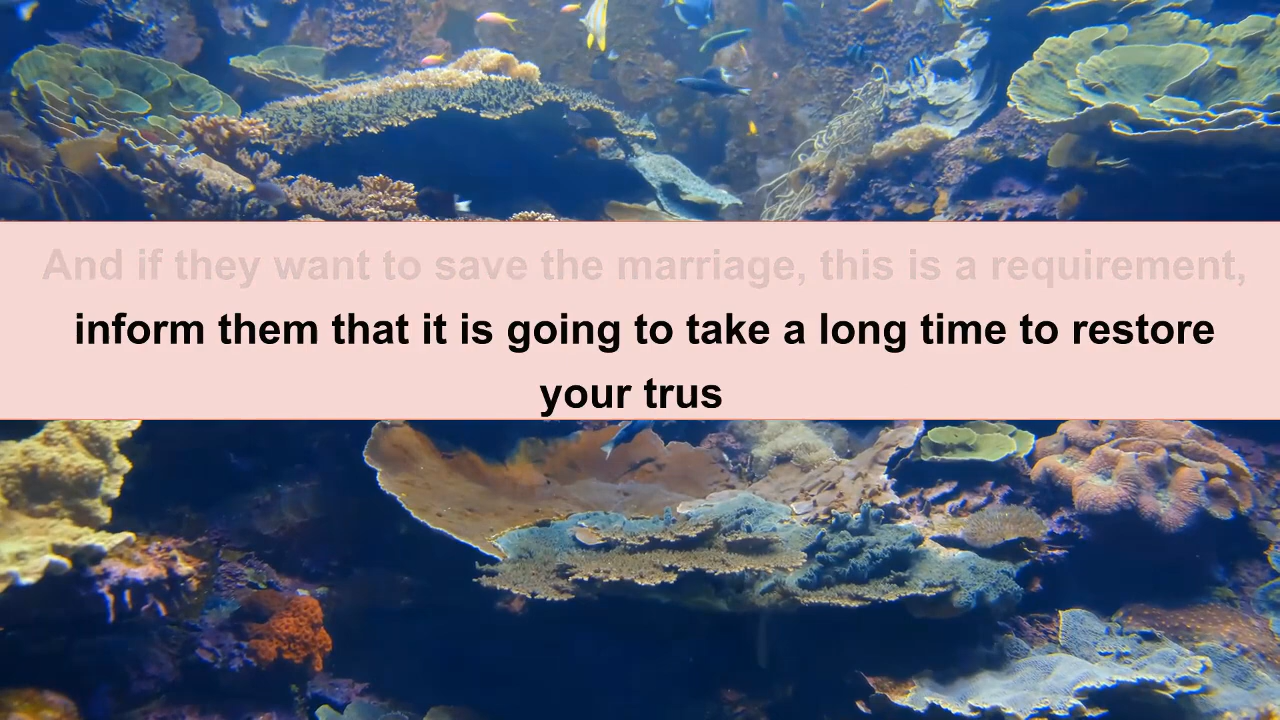 And if they want to save the marriage, this is a requirement,
inform them that it is going to take a long time to restore
your trus